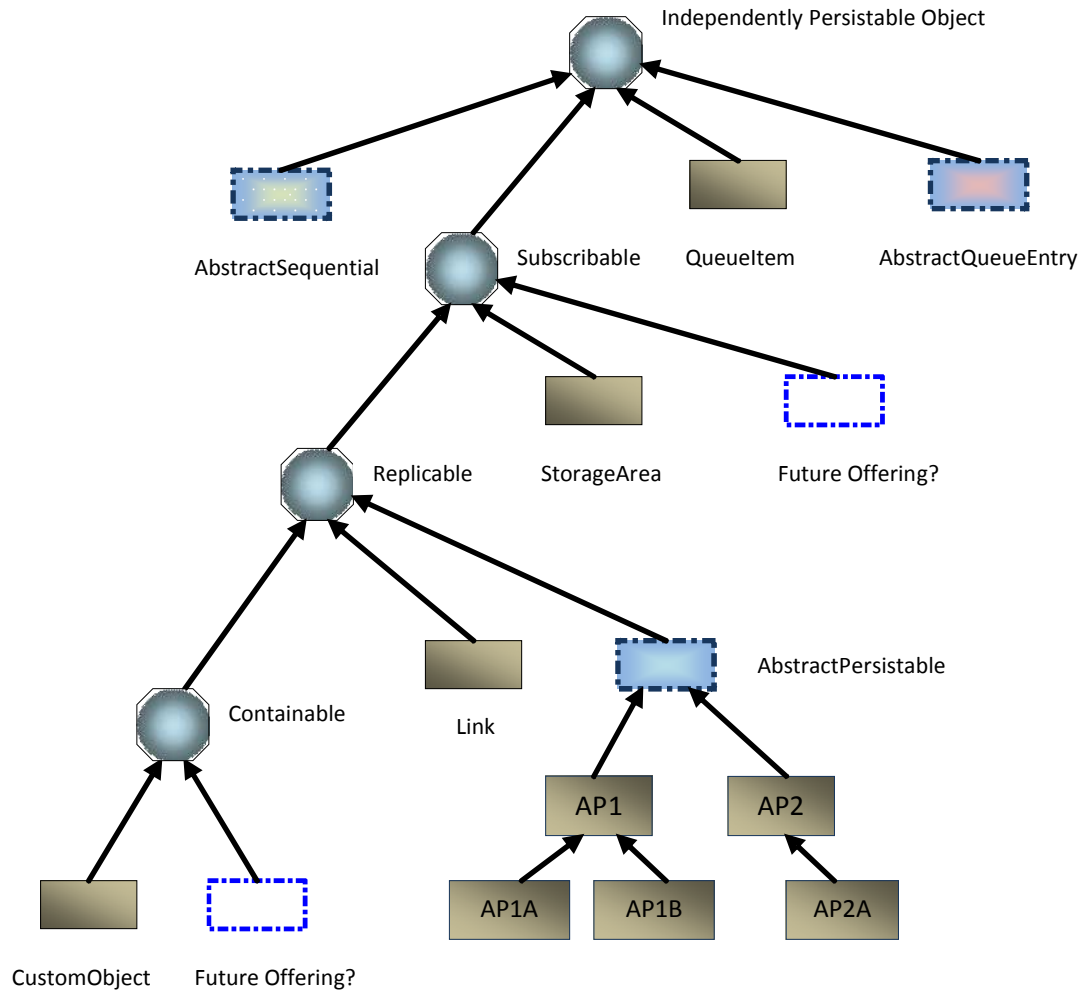 Independently Persistable Object
AbstractSequential
Subscribable
QueueItem
AbstractQueueEntry
Replicable
StorageArea
Future Offering?
Containable
Link
AbstractPersistable
AP1
AP2
AP1A
AP1B
AP2A
CustomObject
Future Offering?